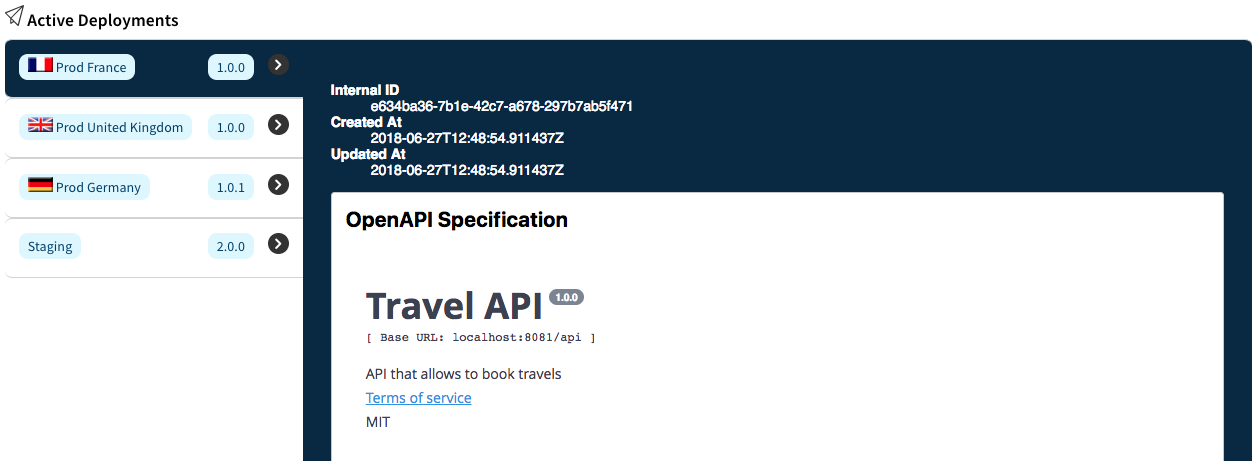 Active Deployments
Prod France 1.0.0
Prod United Kingdom 1.0.0
Prod Germany 1.0.1
Staging 2.0.0
Internal ID
e634ba36-7b1e-42c7-a678-297b7ab5f471
Created At
2018-06-27T12:48:54.911437Z
Updated At
2018-06-27T12:48:54.911437Z
OpenAPI Specification
Travel API 1.0.0
[ Base URL: localhost:8081/api ]
API that allows to book travels
Terms of service
MIT